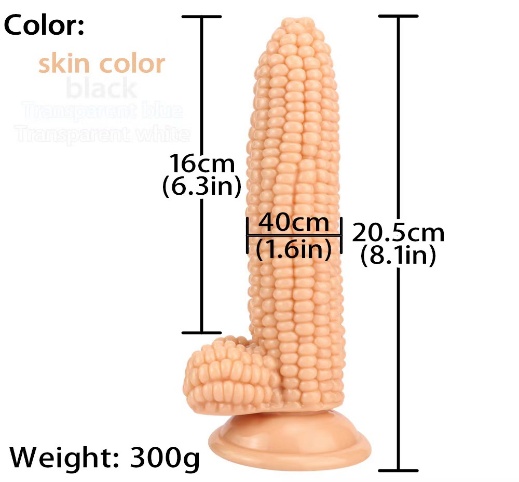 Color:
skin color
black
Transparent blue
Transparent white
16cm
(6.3in)
40cm
(1.6in)
20.5cm
(8.1in)
Weight: 300g